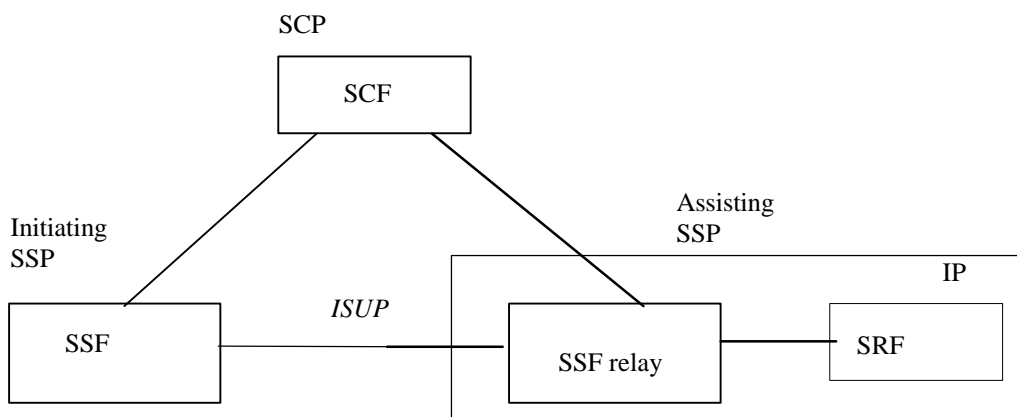 SCP
SCF
Assisting
SSP
Initiating
SSP
IP
ISUP
SSF
SSF relay
SRF